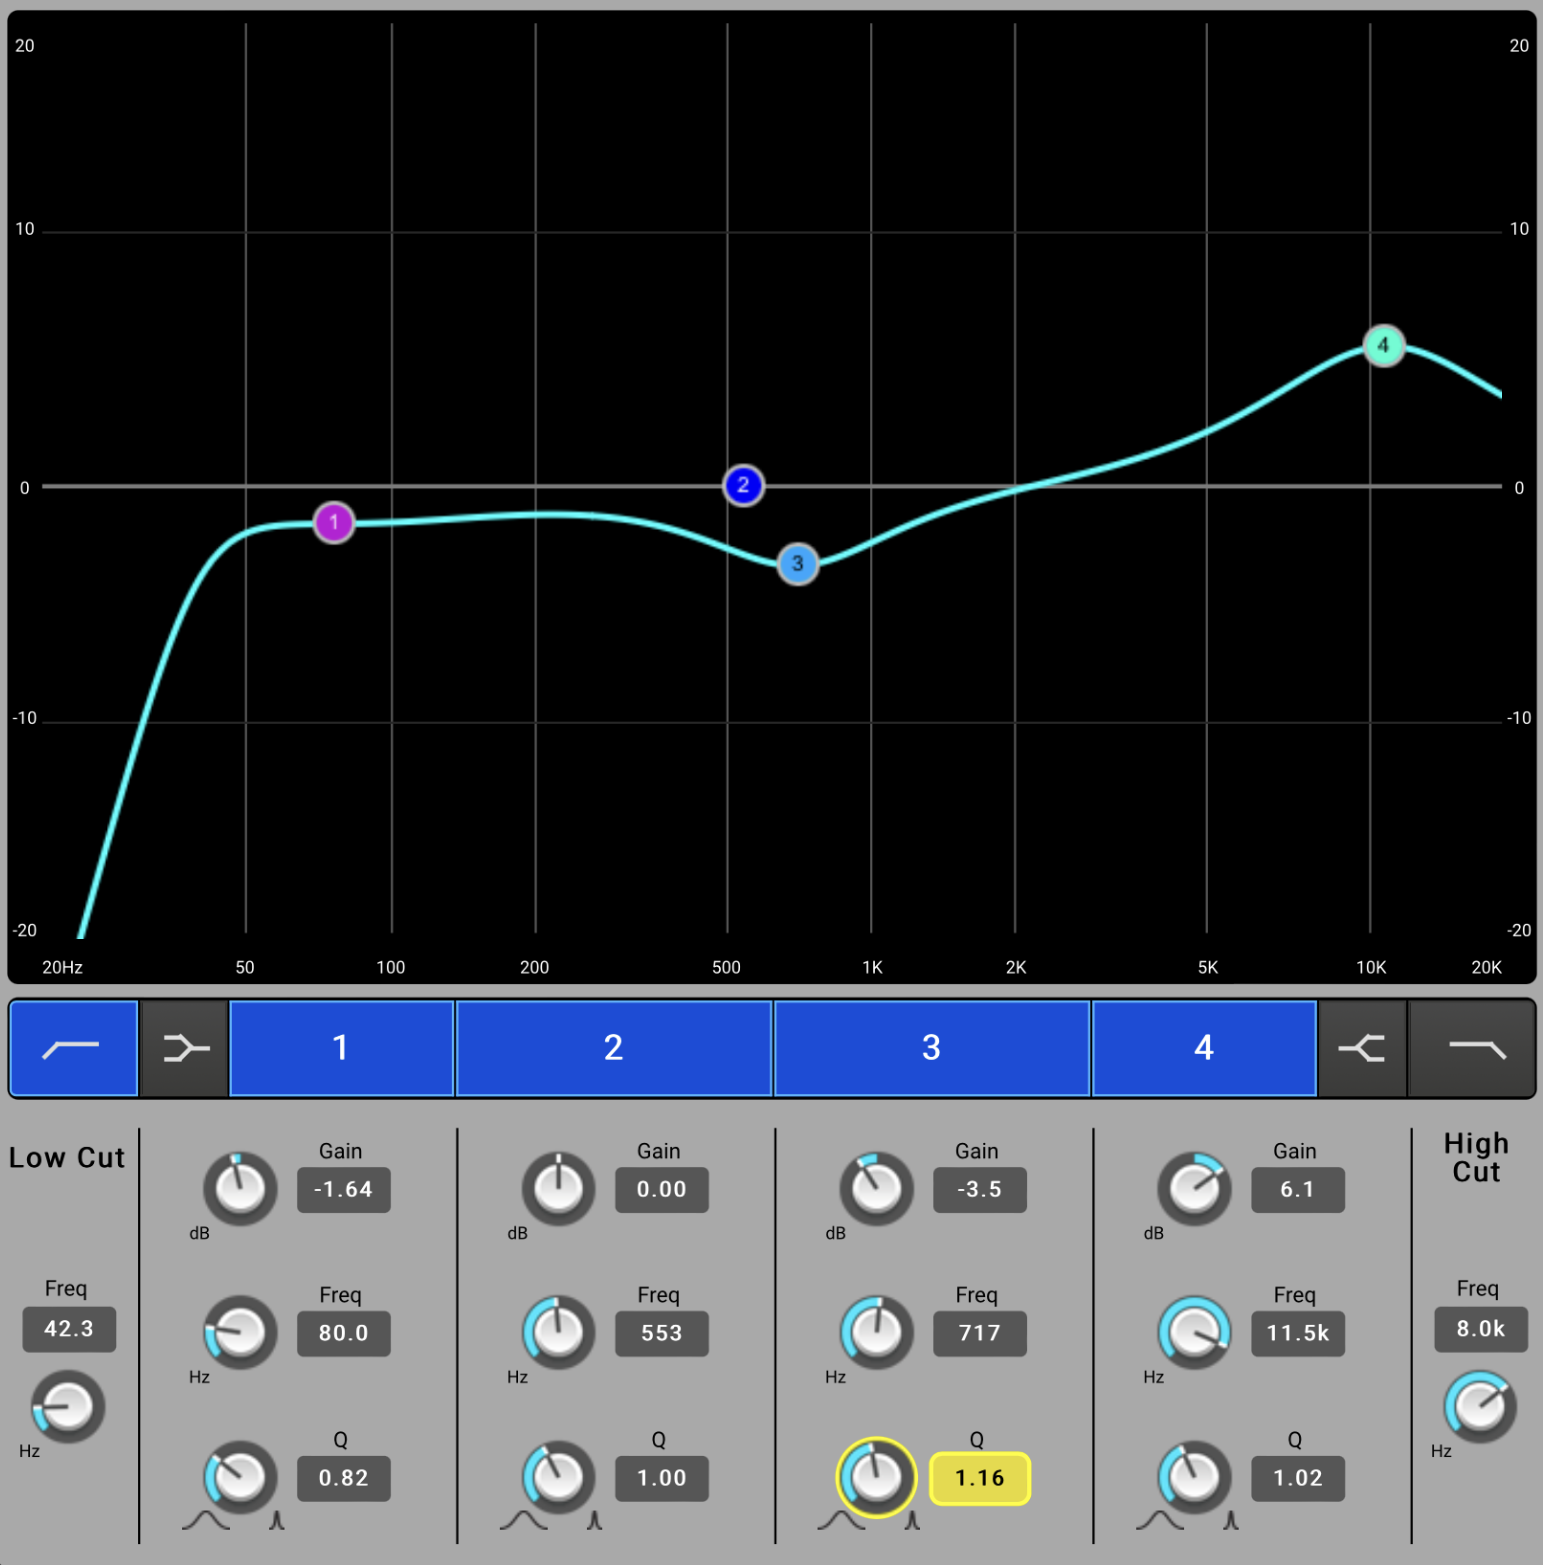 20 20
10 10
4
2
0 0
1
3
-10 -10
-20 -20
20Hz 50 100 200 500 1K 2K 5K 10K 20K
1 2 3 4
Low Cut
Gain Gain Gain Gain
High
Cut
-1.64 0.00 -3.5 6.1
dB dB dB dB
Freq Freq Freq Freq Freq Freq
42.3 80.0 553 717 11.5k 8.0k
Hz Hz Hz Hz
Hz Hz
Q Q Q Q
0.82 1.00 1.16 1.02